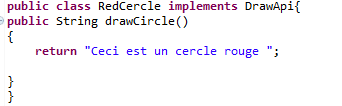 public class RedCercle implements DrawApi{
public String drawCircle()
{
return "Ceci est un cercle rouge ";
}
}